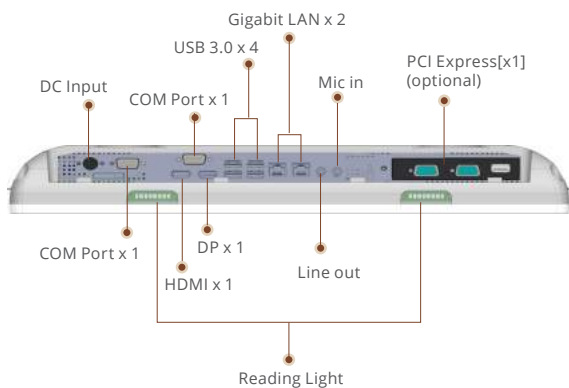 Gigabit LAN x 2
USB 3.0 x 4
PCI Express[x1]
(optional)
Mic in
DC Input
COM Port x 1
COM Port x 1
DP x 1
Line out
HDMI x 1
Reading Light